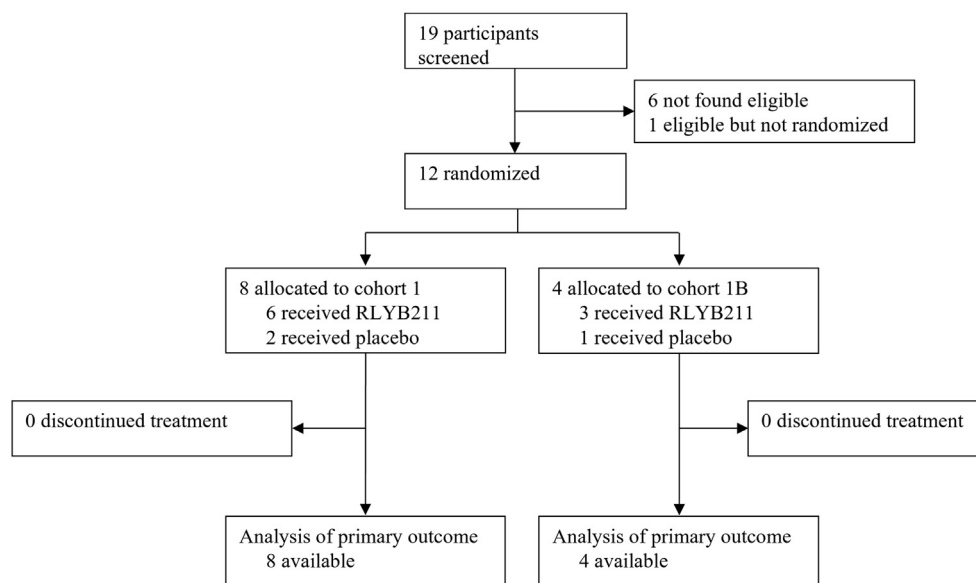 19 participants
screened
6 not found eligible
1 eligible but not randomized
12 randomized
8 allocated to cohort 1
6 received RLYB211
2 received placebo
4 allocated to cohort 1B
3 received RLYB211
1 received placebo
0 discontinued treatment
0 discontinued treatment
Analysis of primary outcome
8 available
Analysis of primary outcome
4 available